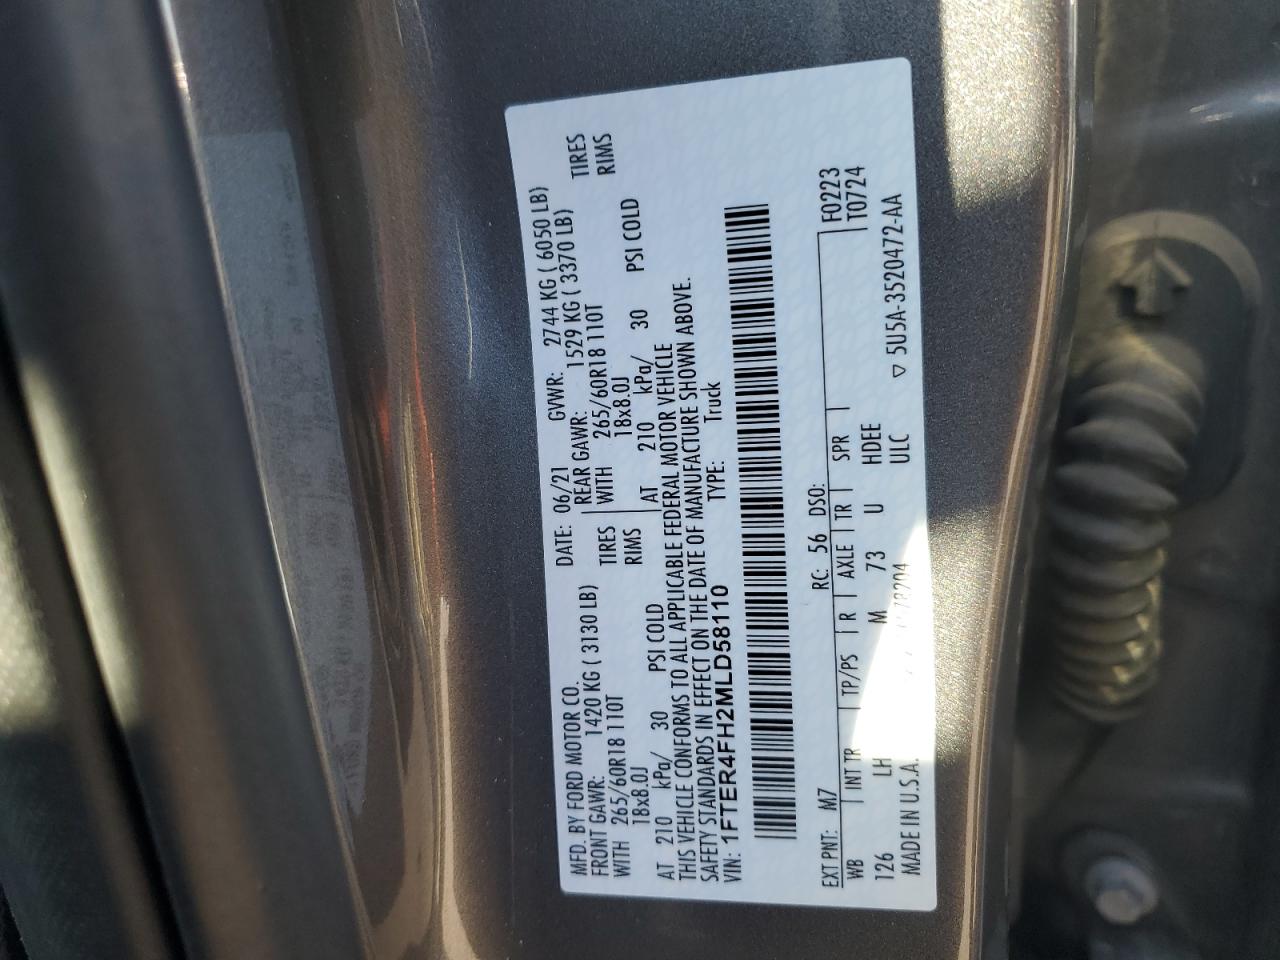 MFD. BY FORD MOTOR CO. DATE: 06/21 GVWR: 2744 KG ( 6050 LB)
FRONT GAWR: 1420 KG ( 3130 LB) REAR GAWR: 1529 KG ( 3370 LB)
WITH 265/60R18 110T TIRES WITH 265/60R18 110T TIRES
18x8.0J RIMS 18x8.0J RIMS
AT 210 kPa/ 30 PSI COLD AT 210 kPa/ 30 PSI COLD
THIS VEHICLE CONFORMS TO ALL APPLICABLE FEDERAL MOTOR VEHICLE
SAFETY STANDARDS IN EFFECT ON THE DATE OF MANUFACTURE SHOWN ABOVE.
VIN: 1FTER4FH2MLD58110 TYPE: Truck
F0223
EXT PNT: M7 RC: 56 DSO: T0724
WB INT TR TP/PS R AXLE TR SPR
126 LH M 73 U HDEE
MADE IN U.S.A. ULC ▽ 5U5A-3520472-AA